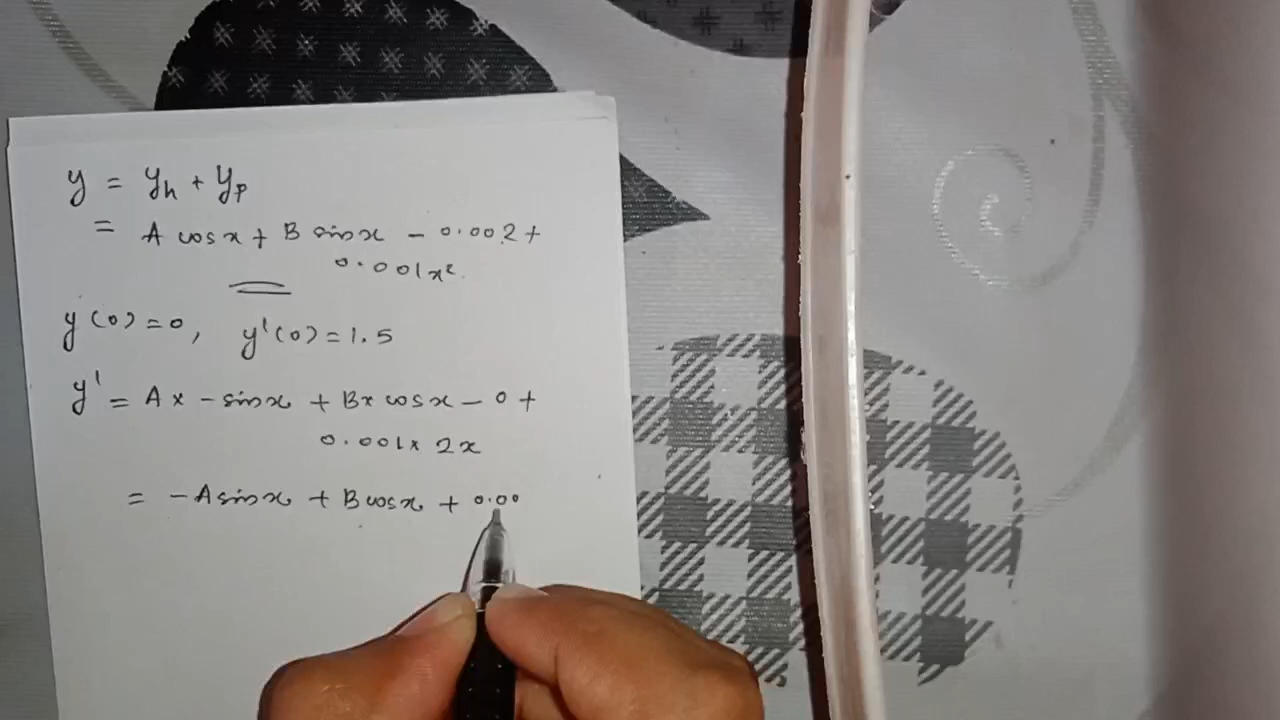 y = yh + yp
= A cos x + B sin x - 0.002 +
0.001x²
y(0) = 0, y'(0) = 1.5
y' = A x - sin x + B x cos x - 0 +
0.001 x 2x
= -A sin x + B cos x + 0.00